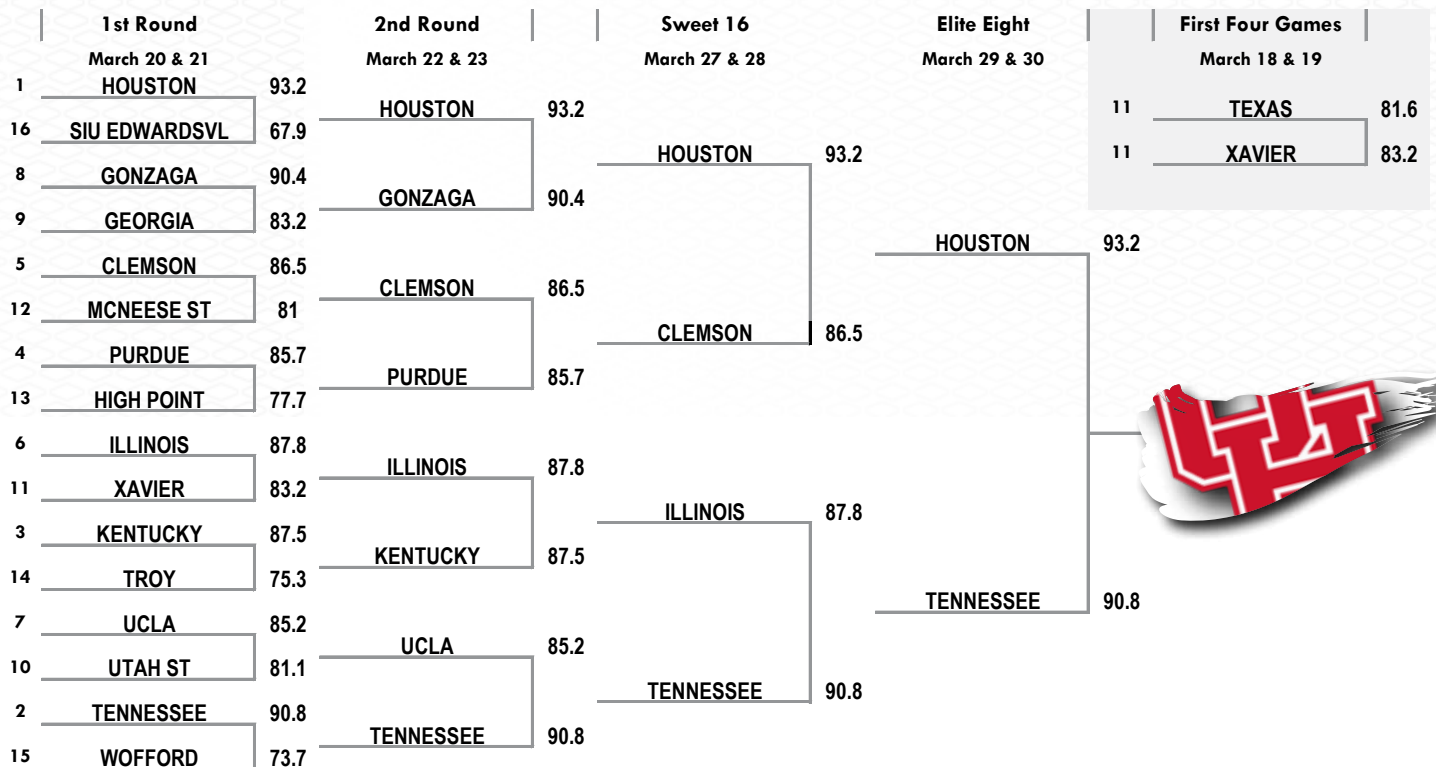 1st Round 2nd Round Sweet 16 Elite Eight First Four Games
March 20 & 21 March 22 & 23 March 27 & 28 March 29 & 30 March 18 & 19
1 HOUSTON 93.2
HOUSTON 93.2
11 TEXAS 81.6
16 SIU EDWARDSVL 67.9
HOUSTON 93.2
11 XAVIER 83.2
8 GONZAGA 90.4
GONZAGA 90.4
9 GEORGIA 83.2
HOUSTON 93.2
5 CLEMSON 86.5
CLEMSON 86.5
12 MCNEESE ST 81
CLEMSON 86.5
4 PURDUE 85.7
PURDUE 85.7
13 HIGH POINT 77.7
UH
6 ILLINOIS 87.8
ILLINOIS 87.8
11 XAVIER 83.2
ILLINOIS 87.8
3 KENTUCKY 87.5
KENTUCKY 87.5
14 TROY 75.3
TENNESSEE 90.8
7 UCLA 85.2
UCLA 85.2
10 UTAH ST 81.1
TENNESSEE 90.8
2 TENNESSEE 90.8
TENNESSEE 90.8
15 WOFFORD 73.7